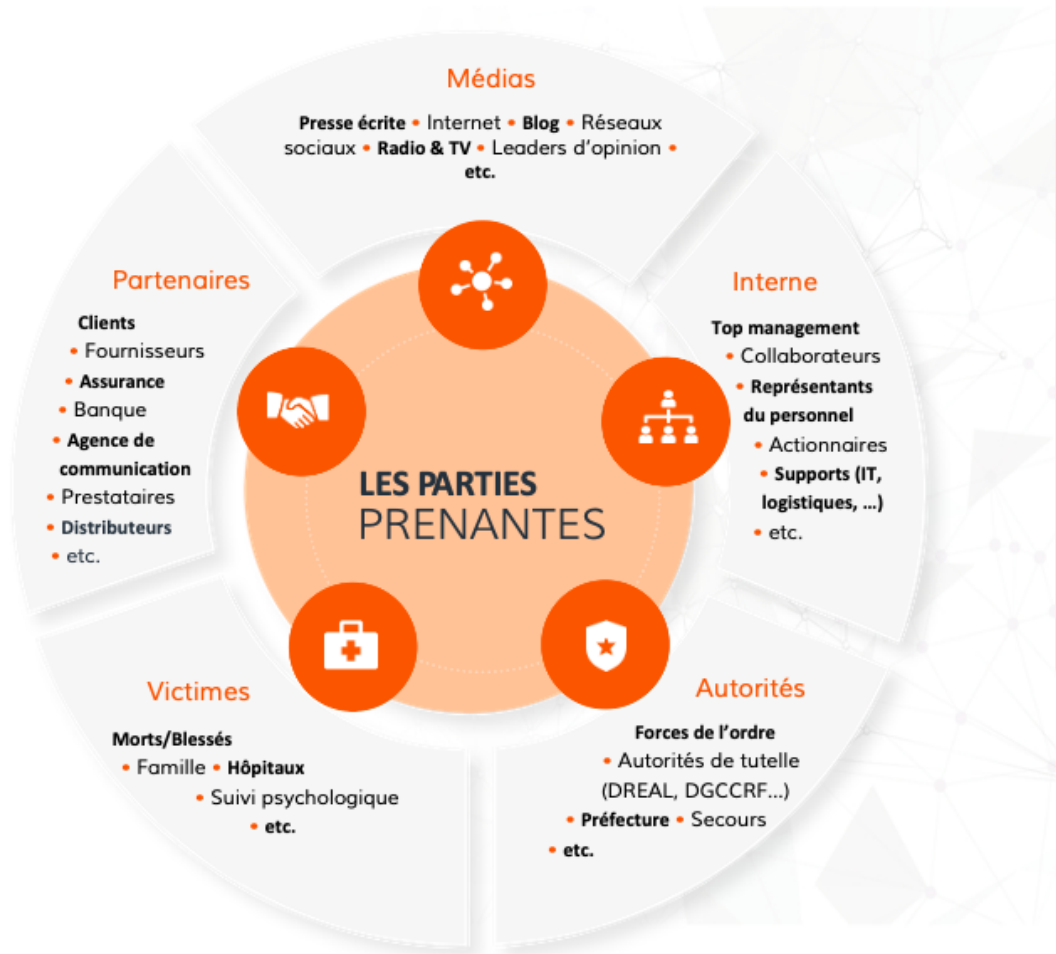 Médias
Presse écrite • Internet • Blog • Réseaux
sociaux • Radio & TV • Leaders d'opinion •
etc.
Partenaires
Clients
• Fournisseurs
• Assurance
• Banque
• Agence de
communication
• Prestataires
• Distributeurs
• etc.
Interne
Top management
• Collaborateurs
• Représentants
du personnel
• Actionnaires
• Supports (IT,
logistiques, ...)
• etc.
LES PARTIES
PRENANTES
Victimes
Morts/Blessés
• Famille • Hôpitaux
• Suivi psychologique
• etc.
Autorités
Forces de l'ordre
• Autorités de tutelle
(DREAL, DGCCRF...)
• Préfecture • Secours
• etc.